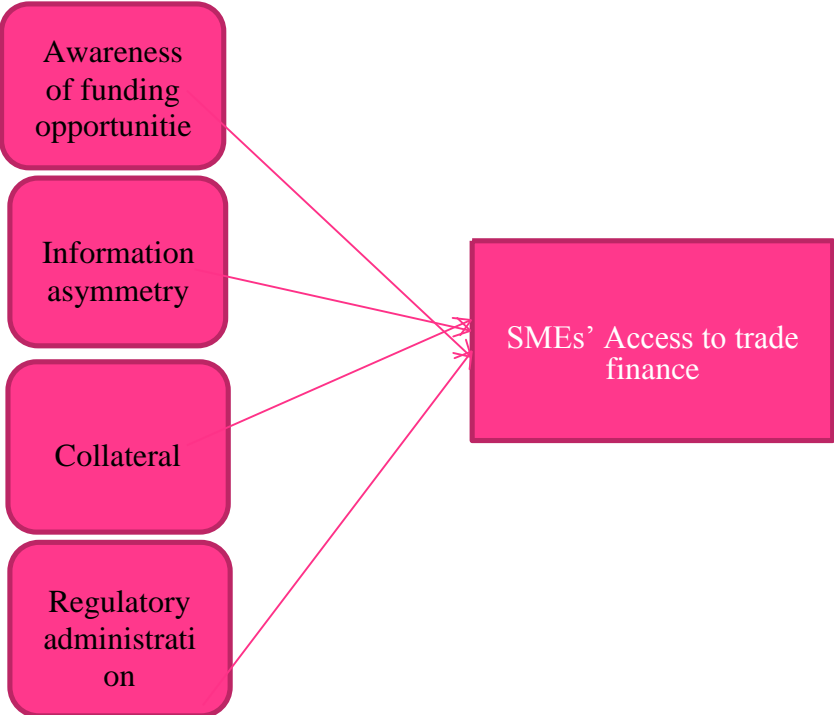 Awareness
of funding
opportunitie
Information
asymmetry
Collateral
Regulatory
administrati
on
SMEs’ Access to trade
finance